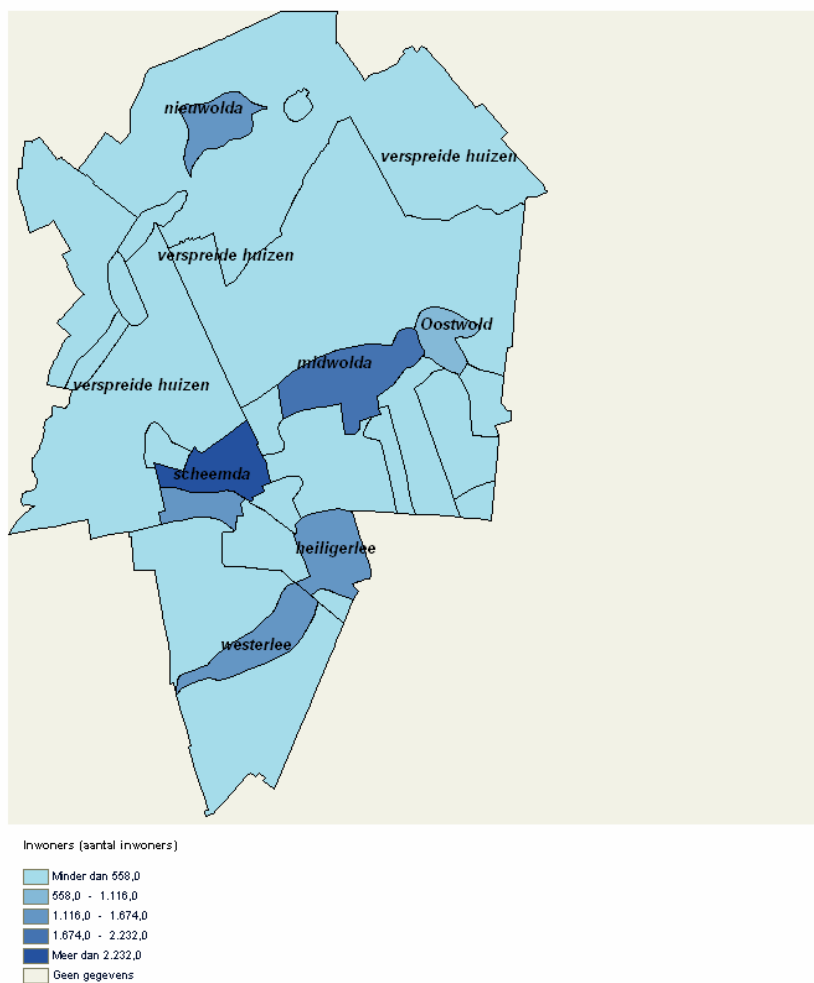 nieuwolda
verspreide huizen
verspreide huizen
Oostwold
midwolda
verspreide huizen
scheemda
heiligerlee
westerlee
Inwoners (aantal inwoners)
Minder dan 558,0
558,0 - 1.116,0
1.116,0 - 1.674,0
1.674,0 - 2.232,0
Meer dan 2.232,0
Geen gegevens